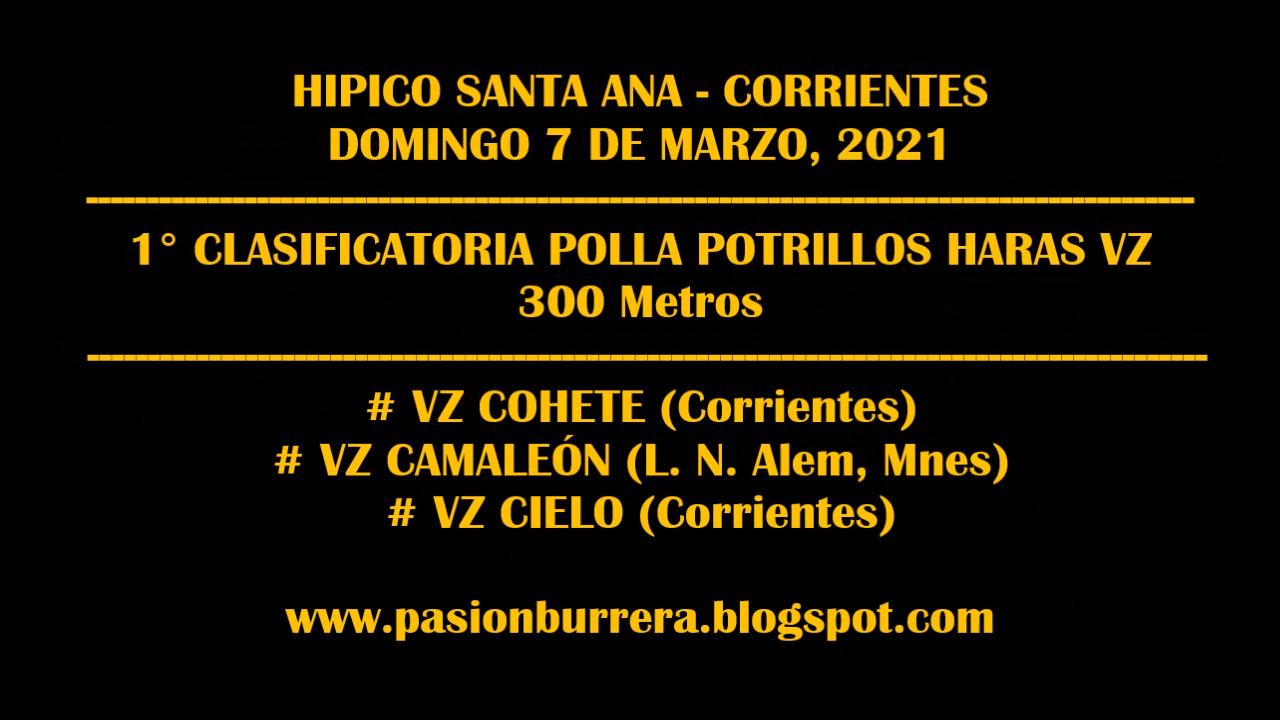 HIPICO SANTA ANA - CORRIENTES
DOMINGO 7 DE MARZO, 2021
1° CLASIFICATORIA POLLA POTRILLOS HARAS VZ
300 Metros
# VZ COHETE (Corrientes)
# VZ CAMALEÓN (L. N. Alem, Mnes)
# VZ CIELO (Corrientes)
www.pasionburrera.blogspot.com